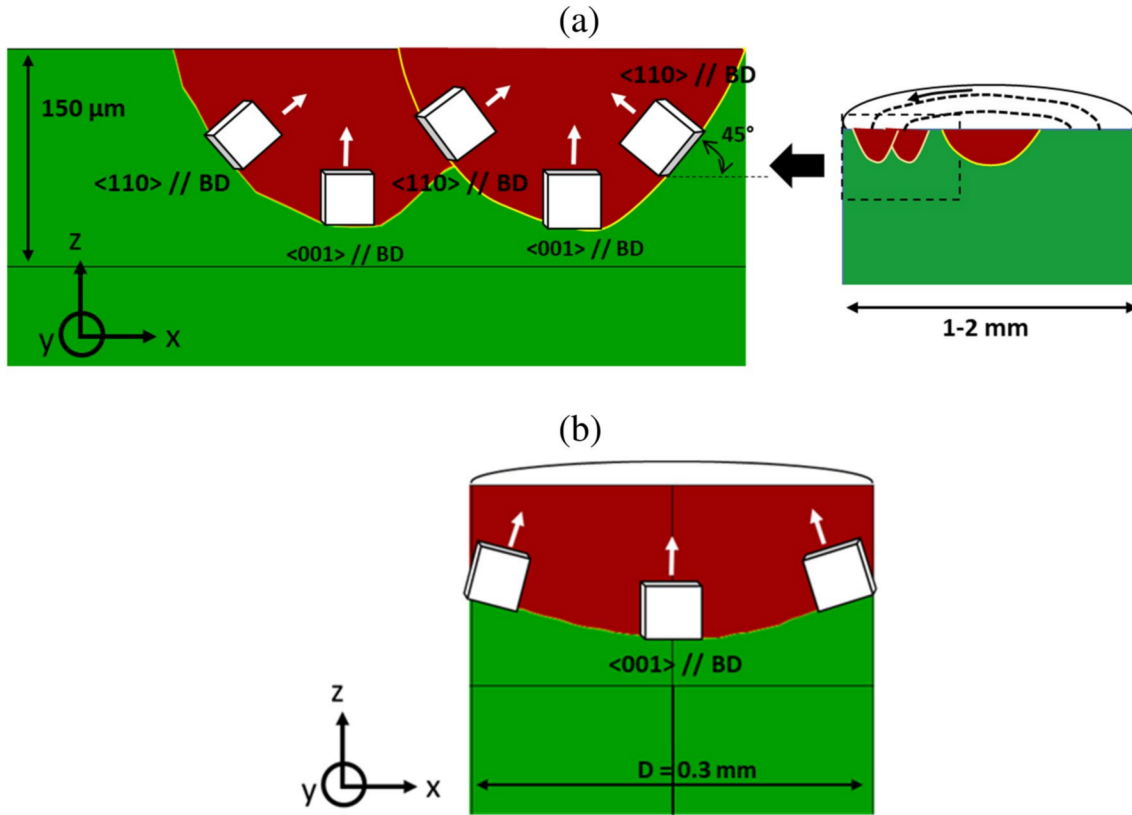 (a)
<110> // BD
150 µm
45°
<110> // BD
<110> // BD
<001> // BD
<001> // BD
z
y
x
1-2 mm
(b)
<001> // BD
z
y
x
D = 0.3 mm